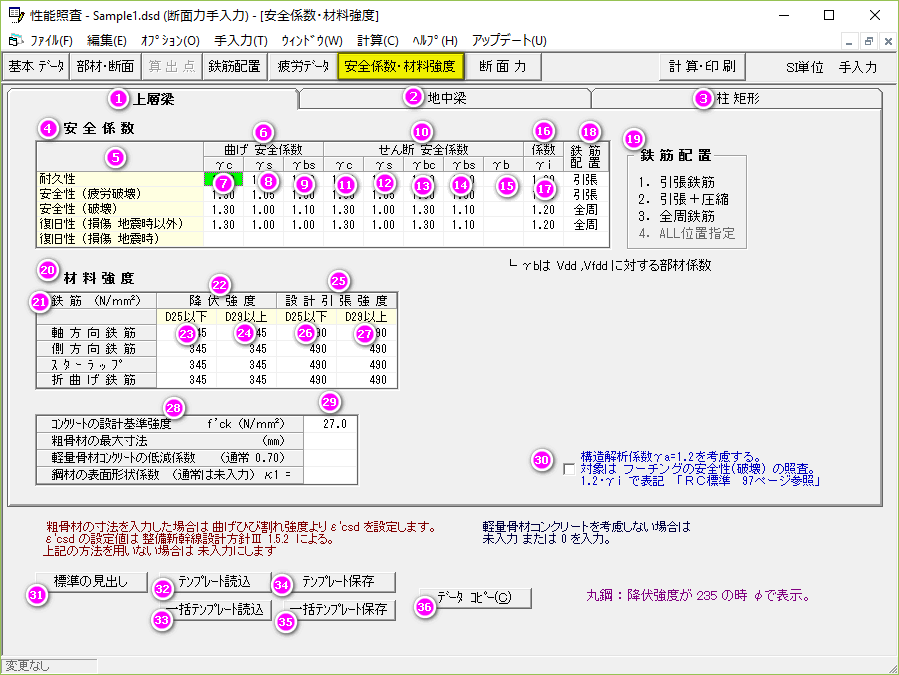 性能照査 - Sample1.dsd (断面力手入力) - [安全係数・材料強度]
ﾌｧｲﾙ(F) 編集(E) ｵﾌﾟｼｮﾝ(O) 手入力(T) ｳｨﾝﾄﾞｳ(W) 計算(C) ﾍﾙﾌﾟ(H) アップデート(U)
基本 ﾃﾞｰﾀ 部材・断面 算 出 点 鉄筋配置 疲労ﾃﾞｰﾀ 安全係数・材料強度 断 面 力 計 算・印 刷 SI単位 手入力
1 上層梁 2 地中梁 3 柱 矩形
4 安 全 係 数
5 6 曲げ 安全係数 10 せん断 安全係数 16 係数 18 鉄 筋 配 置
γc γs γbs γc γs γbc γbs γb γi
耐久性 7 8 9 11 12 13 14 15 17 引張
安全性 (疲労破壊) 1.30 1.05 1.00 1.30 引張
安全性 (破壊) 1.30 1.00 1.10 1.30 1.00 1.30 1.10 1.20 全周
復旧性 (損傷 地震時以外) 1.30 1.00 1.00 1.30 1.00 1.30 1.10 1.20 全周
復旧性 (損傷 地震時)
19 鉄 筋 配 置
1. 引張鉄筋
2. 引張＋圧縮
3. 全周鉄筋
4. ALL位置指定
└ γbは Vdd ,Vfdd に対する部材係数
20 材 料 強 度
21 鉄 筋 (N/mm²) 22 降 伏 強 度 25 設 計 引 張 強 度
D25以下 D29以上 D25以下 D29以上
軸 方 向 鉄 筋 23 45 24 45 26 90 27 90
側 方 向 鉄 筋 345 345 490 490
ｽ ﾀ ｰ ﾗ ｯ ﾌﾟ 345 345 490 490
折 曲 げ 鉄 筋 345 345 490 490
28 29
ｺﾝｸﾘｰﾄの設計基準強度 f'ck (N/mm²) 27.0
粗骨材の最大寸法 (mm)
軽量骨材ｺﾝｸﾘｰﾄの低減係数 (通常 0.70)
鋼材の表面形状係数 (通常は未入力) κ1 =
30 構造解析係数γa=1.2を考慮する。
対象は フーチングの安全性(破壊) の照査。
1.2・γi で表記 「ＲＣ標準 97ページ参照」
粗骨材の寸法を入力した場合は 曲げひび割れ強度より ε'csd を設定します。
ε'csd の設定値は 整備新幹線設計方針Ⅲ 1.5.2 による。
上記の方法を用いない場合は 未入力にします
軽量骨材コンクリートを考慮しない場合は
未入力 または 0 を入力。
31 標準の見出し 32 テンプレート読込 34 テンプレート保存
33 一括テンプレート読込 35 一括テンプレート保存 36 ﾃﾞｰﾀ ｺﾋﾟｰ(C)
丸鋼：降伏強度が 235 の時 φで表示。
変更なし